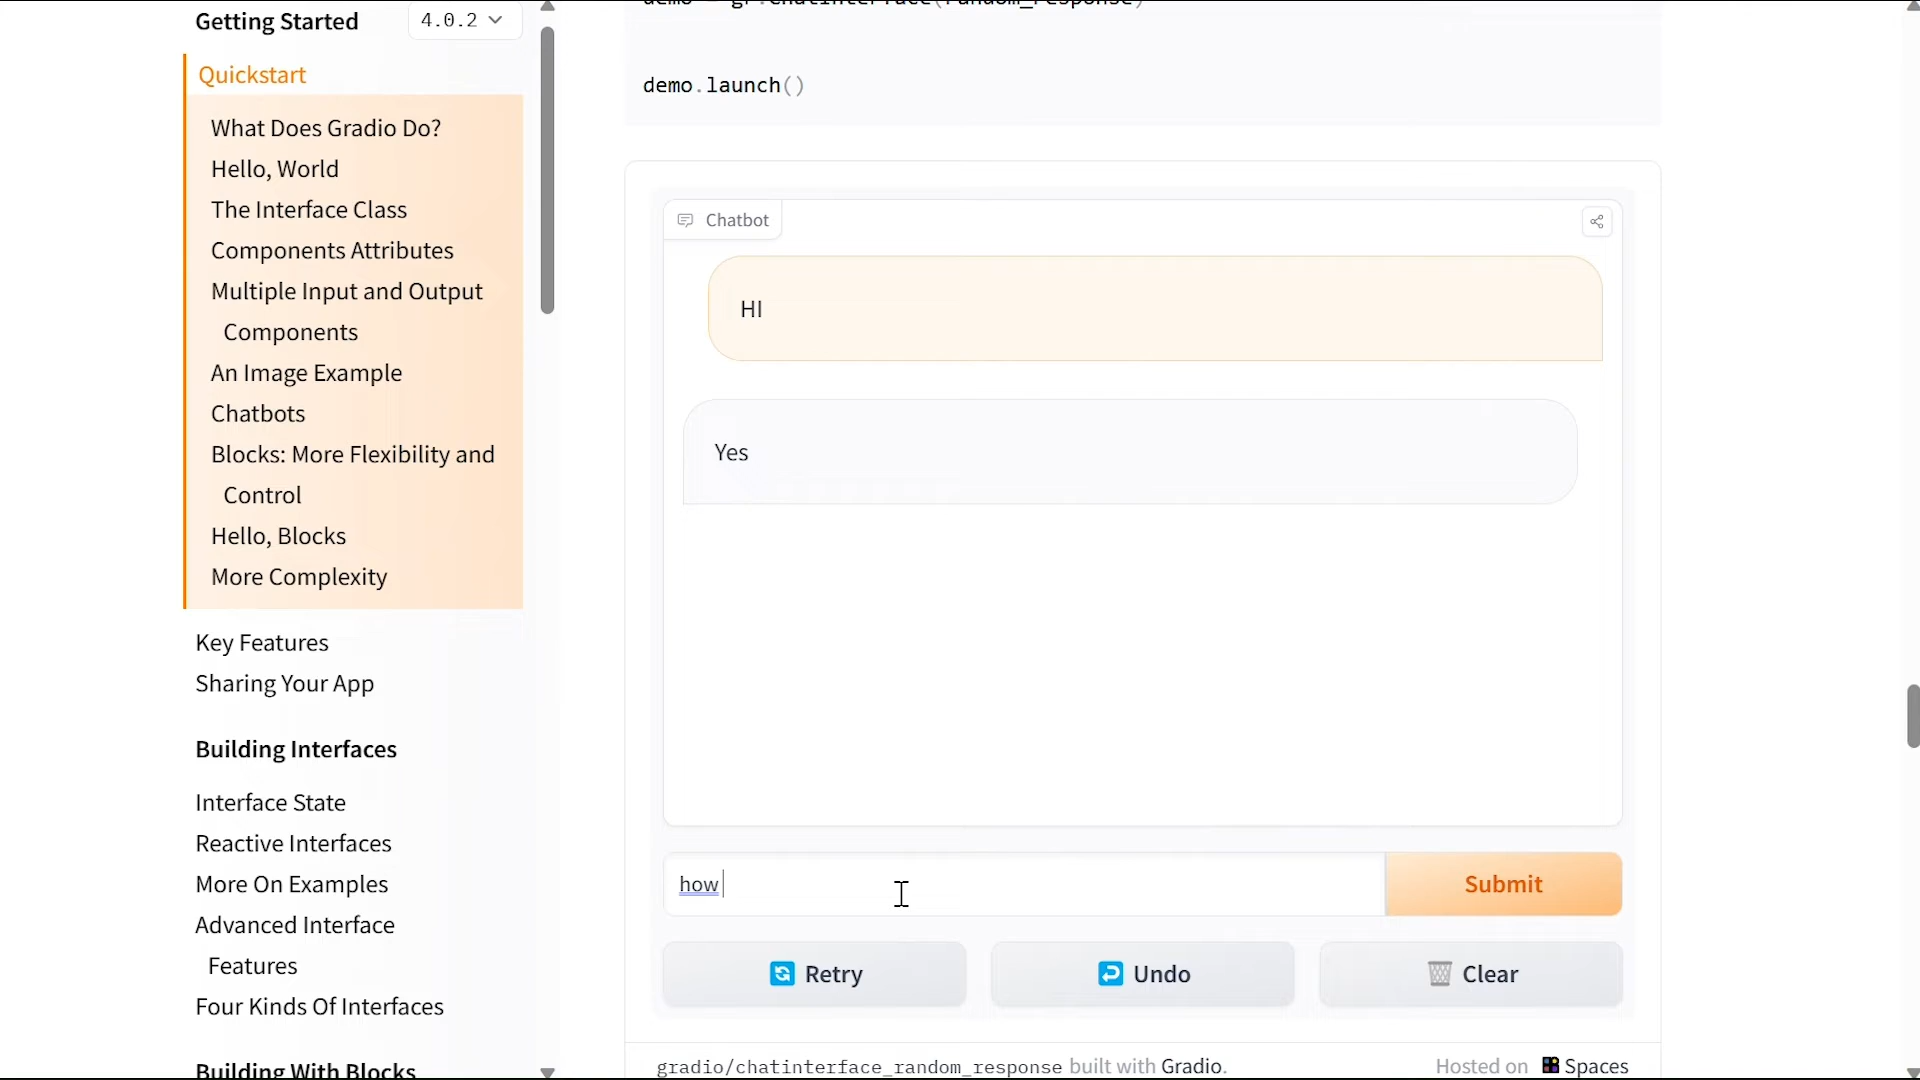 Getting Started
4.0.2
Quickstart
What Does Gradio Do?
Hello, World
The Interface Class
Components Attributes
Multiple Input and Output
Components
An Image Example
Chatbots
Blocks: More Flexibility and
Control
Hello, Blocks
More Complexity
Key Features
Sharing Your App
Building Interfaces
Interface State
Reactive Interfaces
More On Examples
Advanced Interface
Features
Four Kinds Of Interfaces
Building With Blocks
demo = gr.ChatInterface(random_response)
demo.launch()
Chatbot
HI
Yes
how
Submit
Retry
Undo
Clear
gradio/chatinterface_random_response built with Gradio.
Hosted on Spaces